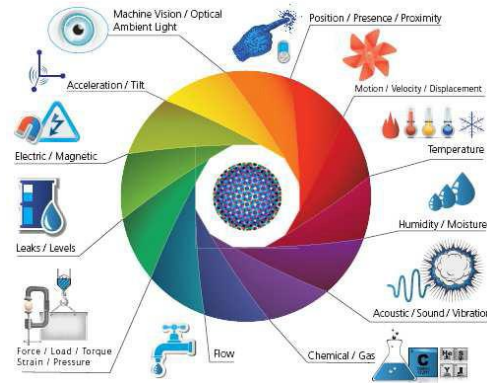 Machine Vision / Optical
Ambient Light
Position / Presence / Proximity
Acceleration / Tilt
Motion / Velocity / Displacement
Electric / Magnetic
Temperature
Leaks / Levels
Humidity / Moisture
Acoustic / Sound / Vibration
Force / Load / Torque
Strain / Pressure
Flow
Chemical / Gas
C